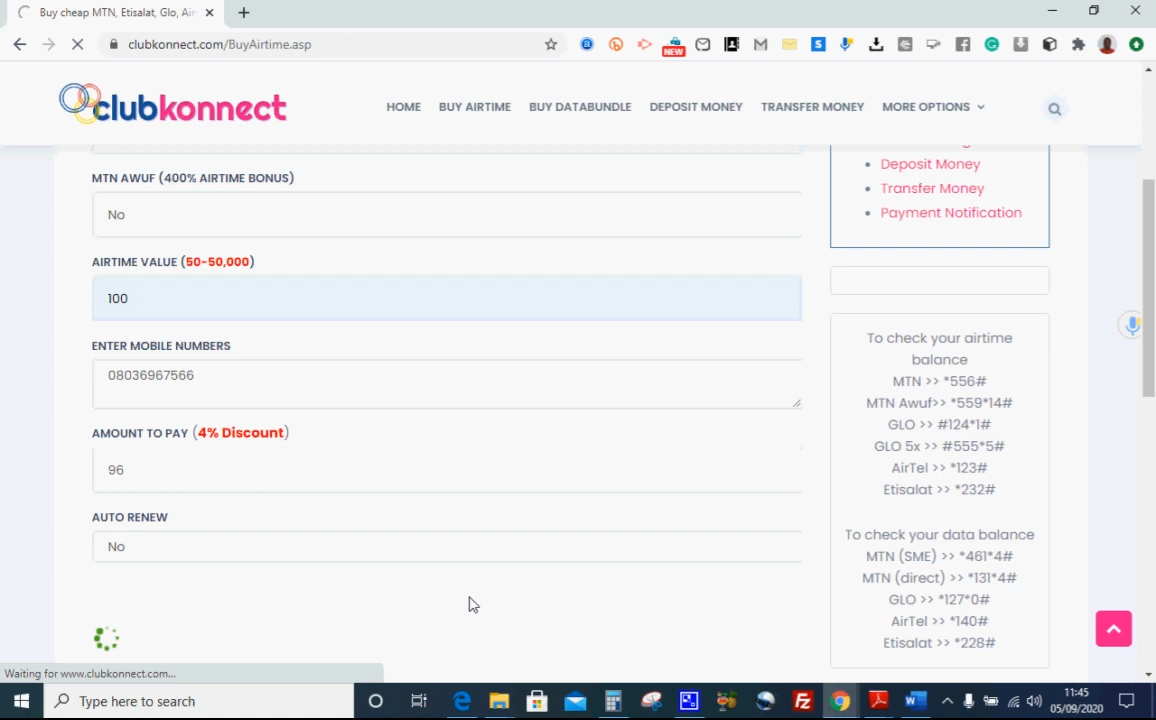 Buy cheap MTN, Etisalat, Glo, Air
clubkonnect.com/BuyAirtime.asp
NEW
clubkonnect
HOME
BUY AIRTIME
BUY DATABUNDLE
DEPOSIT MONEY
TRANSFER MONEY
MORE OPTIONS
MTN AWUF (400% AIRTIME BONUS)
No
AIRTIME VALUE (50-50,000)
100
ENTER MOBILE NUMBERS
08036967566
AMOUNT TO PAY (4% Discount)
96
AUTO RENEW
No
Deposit Money
Transfer Money
Payment Notification
To check your airtime
balance
MTN >> *556#
MTN Awuf>> *559*14#
GLO >> #124*1#
GLO 5x >> #555*5#
AirTel >> *123#
Etisalat >> *232#
To check your data balance
MTN (SME) >> *461*4#
MTN (direct) >> *131*4#
GLO >> *127*0#
AirTel >> *140#
Etisalat >> *228#
Waiting for www.clubkonnect.com...
Type here to search
11:45
05/09/2020